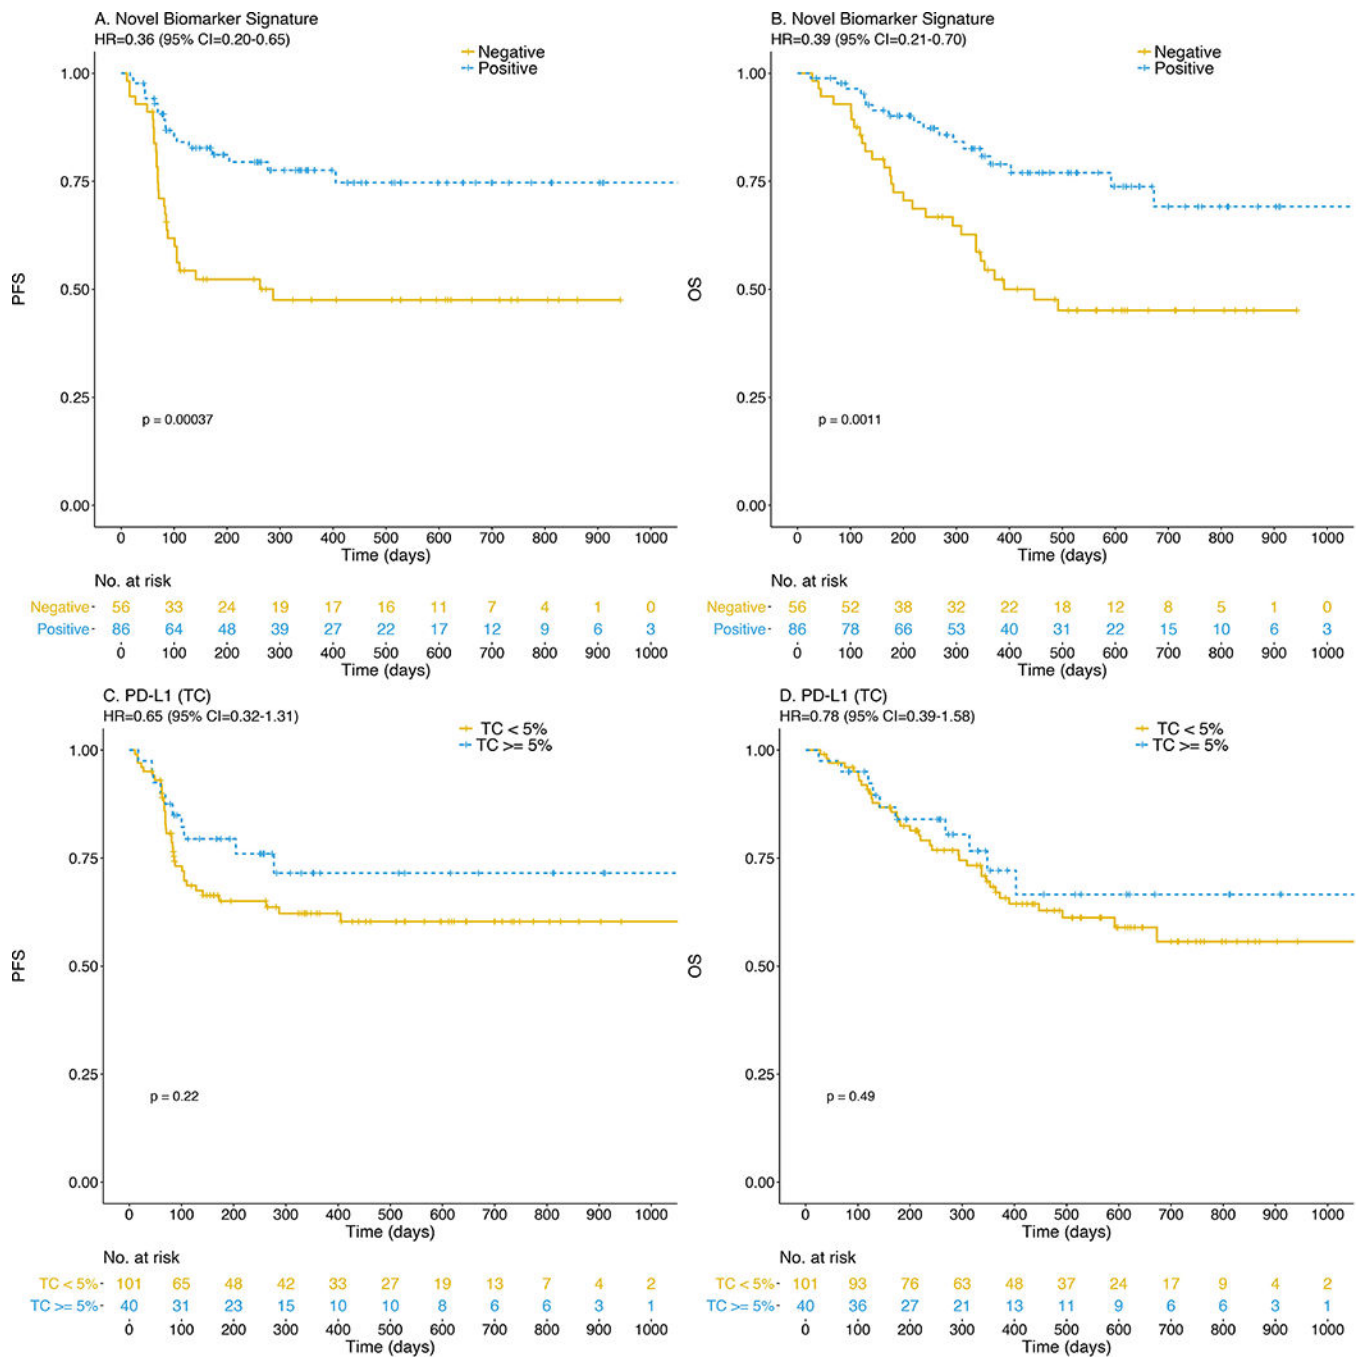 A. Novel Biomarker Signature
HR=0.36 (95% CI=0.20-0.65)
Negative
Positive
1.00
0.75
0.50
0.25
0.00
PFS
p = 0.00037
0 100 200 300 400 500 600 700 800 900 1000
Time (days)
No. at risk
Negative 56 33 24 19 17 16 11 7 4 1 0
Positive 86 64 48 39 27 22 17 12 9 6 3
0 100 200 300 400 500 600 700 800 900 1000
Time (days)
B. Novel Biomarker Signature
HR=0.39 (95% CI=0.21-0.70)
Negative
Positive
1.00
0.75
0.50
0.25
0.00
OS
p = 0.0011
0 100 200 300 400 500 600 700 800 900 1000
Time (days)
No. at risk
Negative 56 52 38 32 22 18 12 8 5 1 0
Positive 86 78 66 53 40 31 22 15 10 6 3
0 100 200 300 400 500 600 700 800 900 1000
Time (days)
C. PD-L1 (TC)
HR=0.65 (95% CI=0.32-1.31)
TC < 5%
TC >= 5%
1.00
0.75
0.50
0.25
0.00
PFS
p = 0.22
0 100 200 300 400 500 600 700 800 900 1000
Time (days)
No. at risk
TC < 5% 101 65 48 42 33 27 19 13 7 4 2
TC >= 5% 40 31 23 15 10 10 8 6 6 3 1
0 100 200 300 400 500 600 700 800 900 1000
Time (days)
D. PD-L1 (TC)
HR=0.78 (95% CI=0.39-1.58)
TC < 5%
TC >= 5%
1.00
0.75
0.50
0.25
0.00
OS
p = 0.49
0 100 200 300 400 500 600 700 800 900 1000
Time (days)
No. at risk
TC < 5% 101 93 76 63 48 37 24 17 9 4 2
TC >= 5% 40 36 27 21 13 11 9 6 6 3 1
0 100 200 300 400 500 600 700 800 900 1000
Time (days)